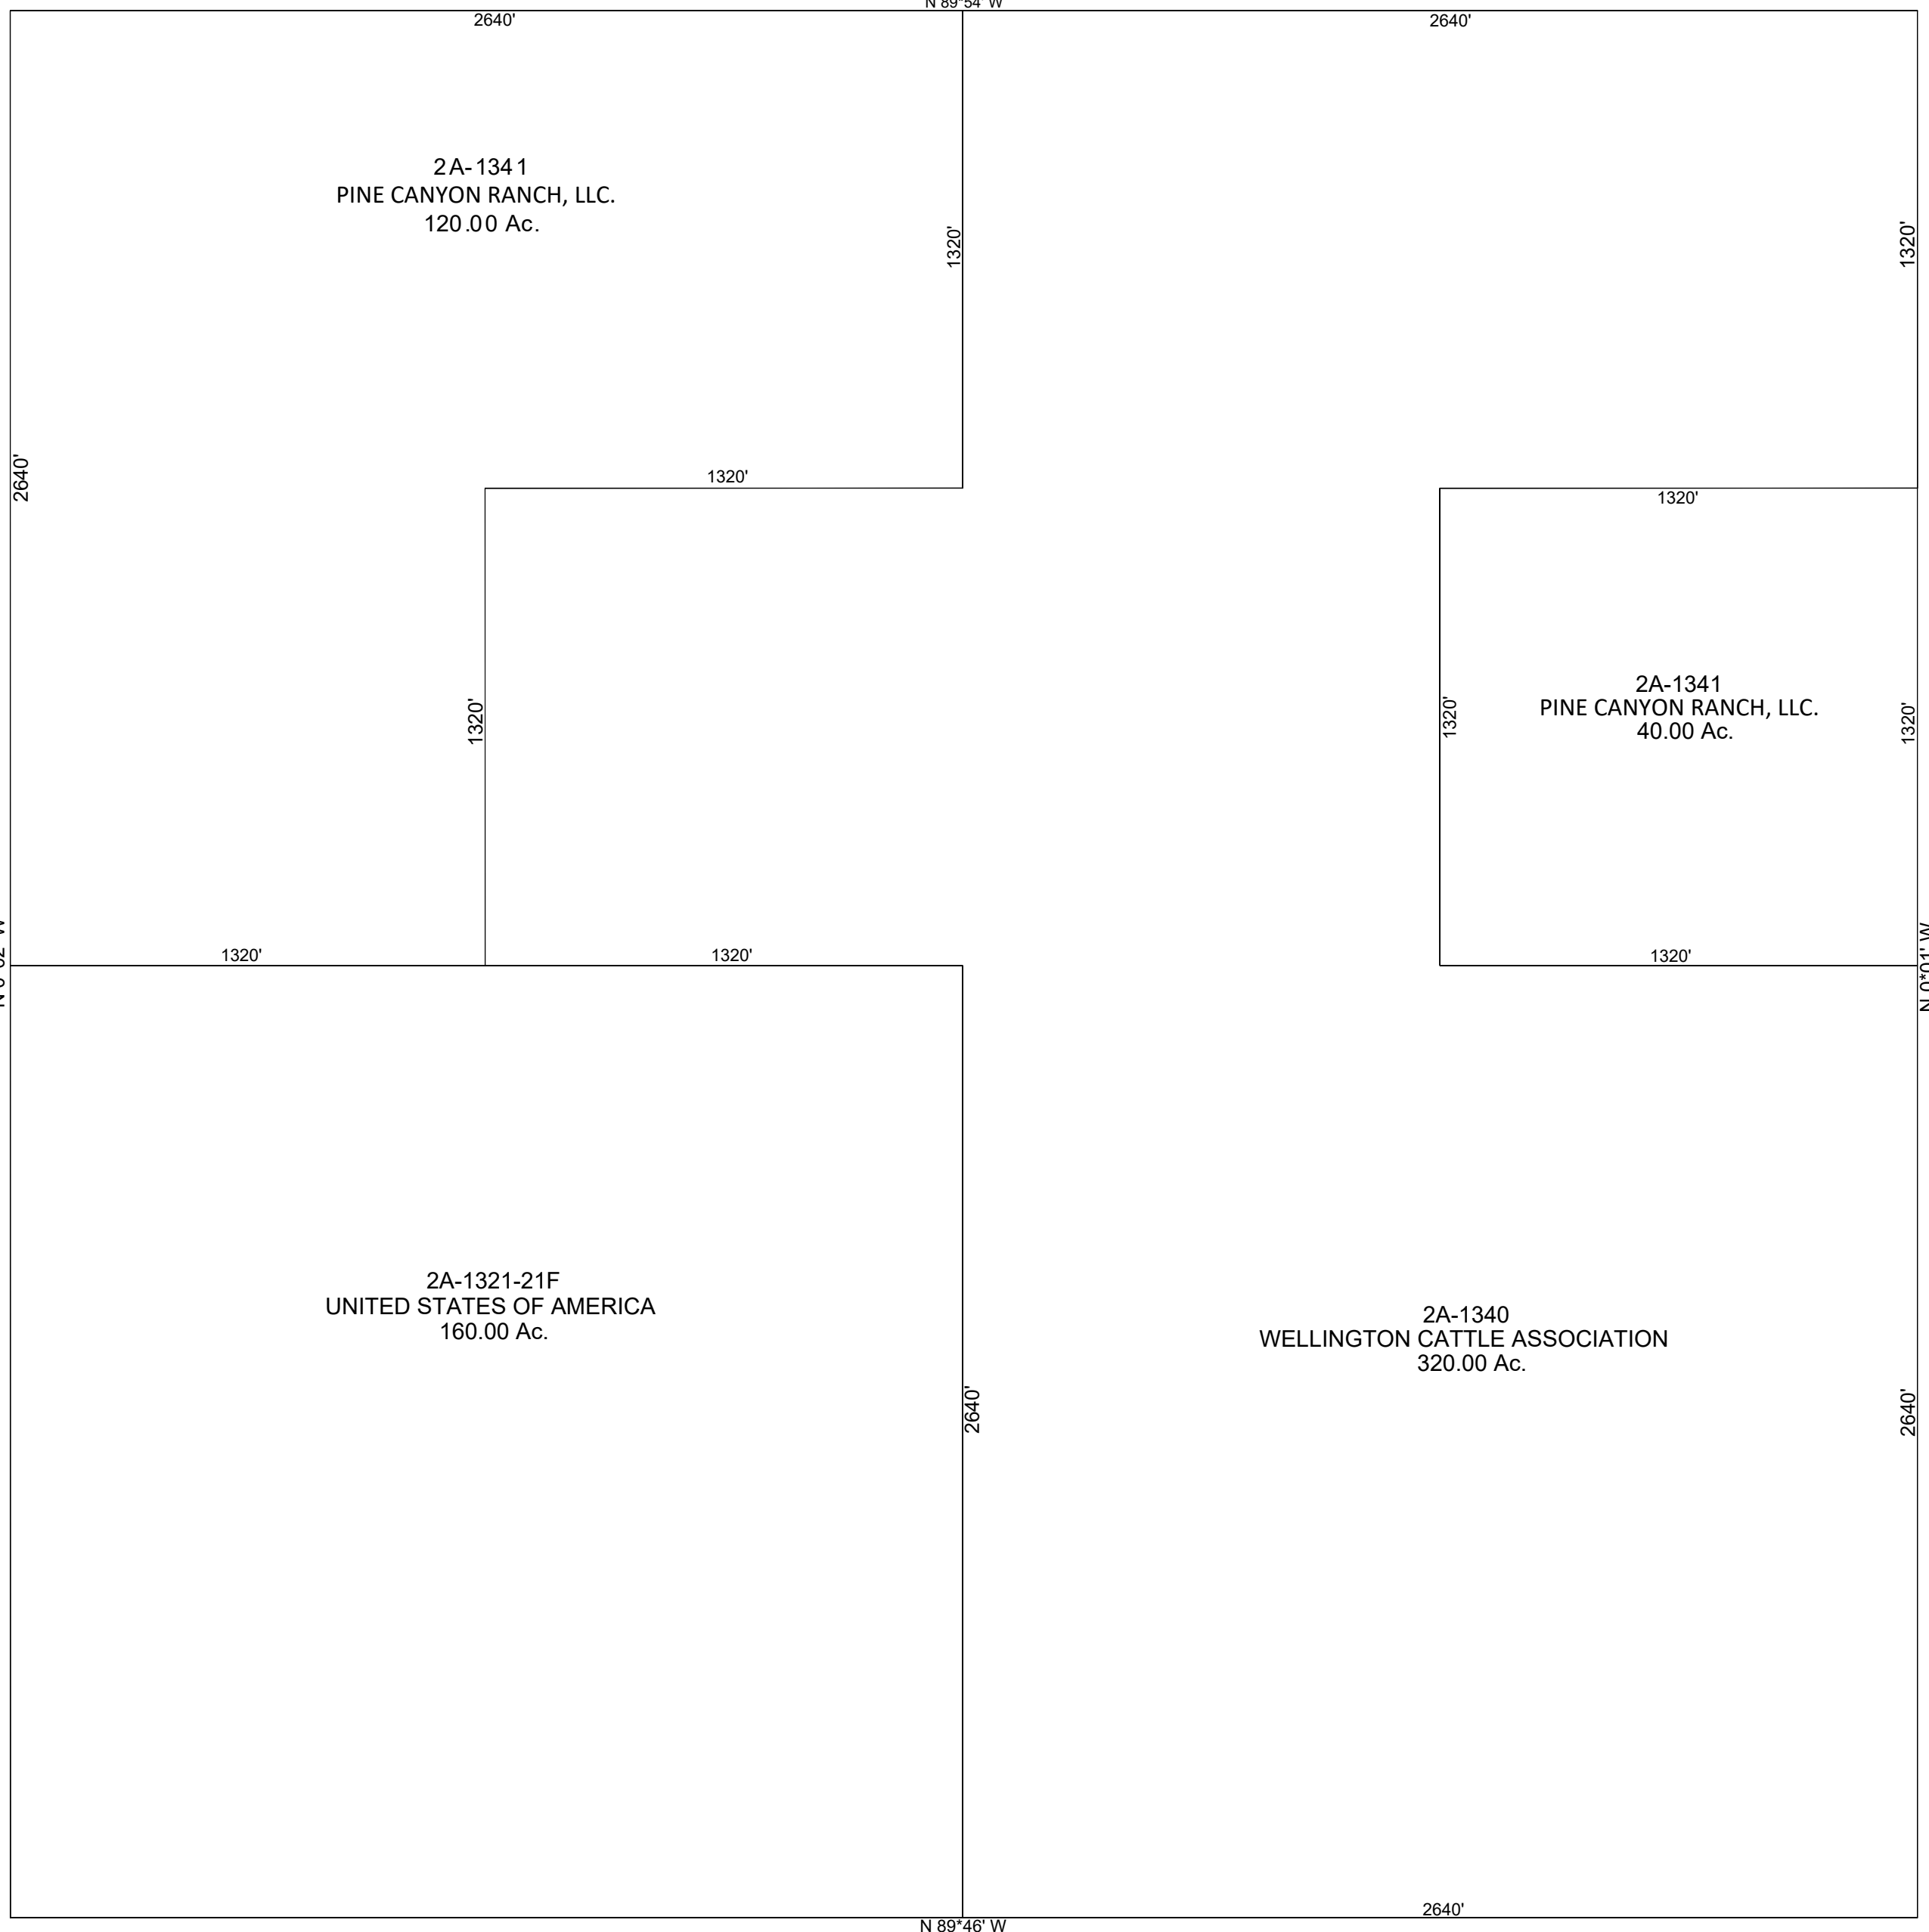 N 89°54' W
2640'
2640'
2A-1341
PINE CANYON RANCH, LLC.
120.00 Ac.
1320'
1320'
2640'
1320'
1320'
1320'
2A-1341
PINE CANYON RANCH, LLC.
40.00 Ac.
1320'
1320'
1320'
1320'
1320'
N 0*01' W
2A-1321-21F
UNITED STATES OF AMERICA
160.00 Ac.
2A-1340
WELLINGTON CATTLE ASSOCIATION
320.00 Ac.
2640'
2640'
2640'
N 89*46' W